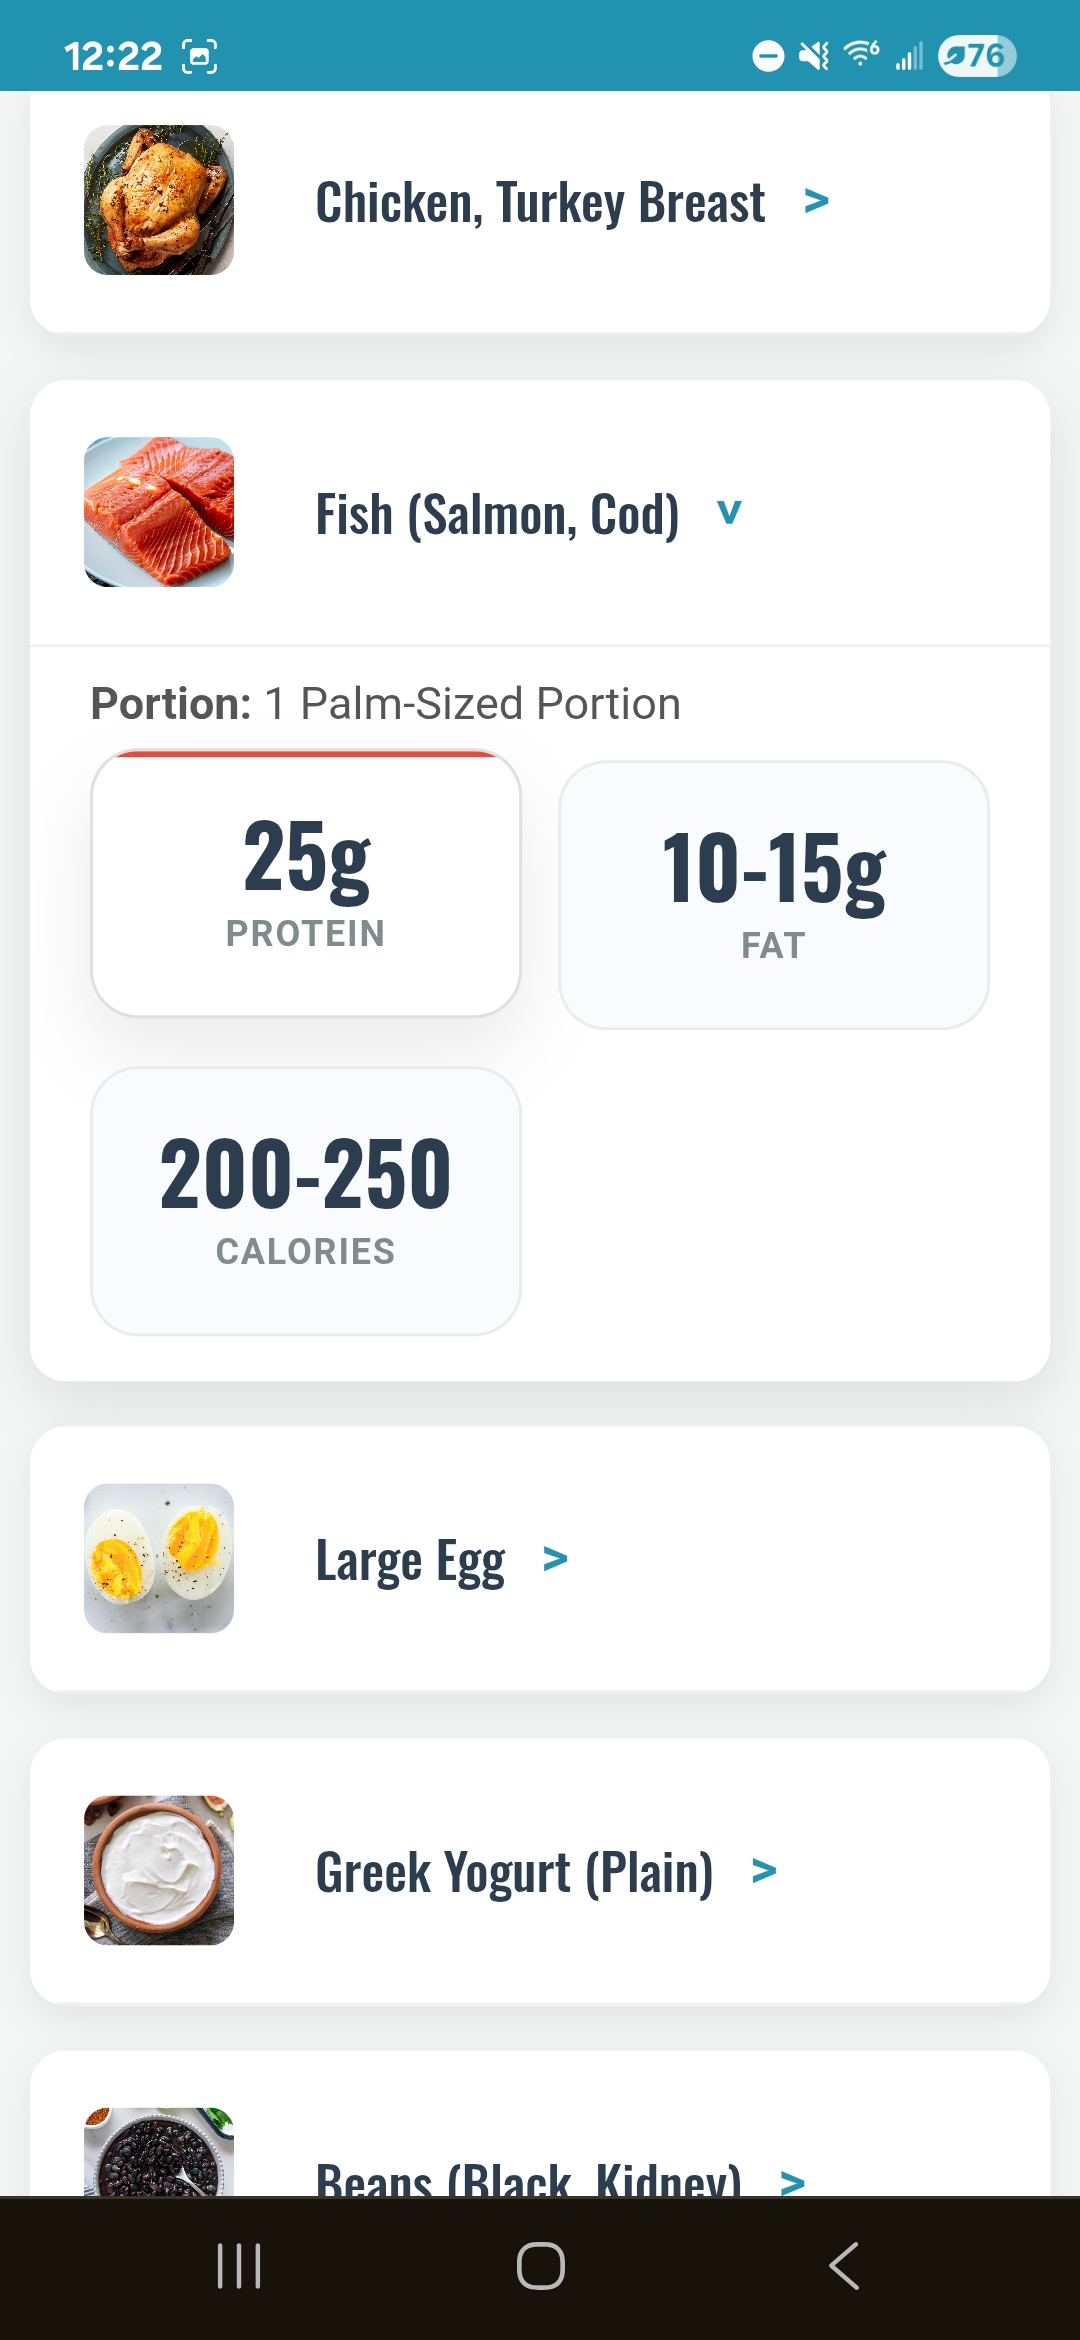 12:22
6
76
Chicken, Turkey Breast >
Fish (Salmon, Cod) v
Portion: 1 Palm-Sized Portion
25g
PROTEIN
10-15g
FAT
200-250
CALORIES
Large Egg >
Greek Yogurt (Plain) >
Beans (Black, Kidney) >